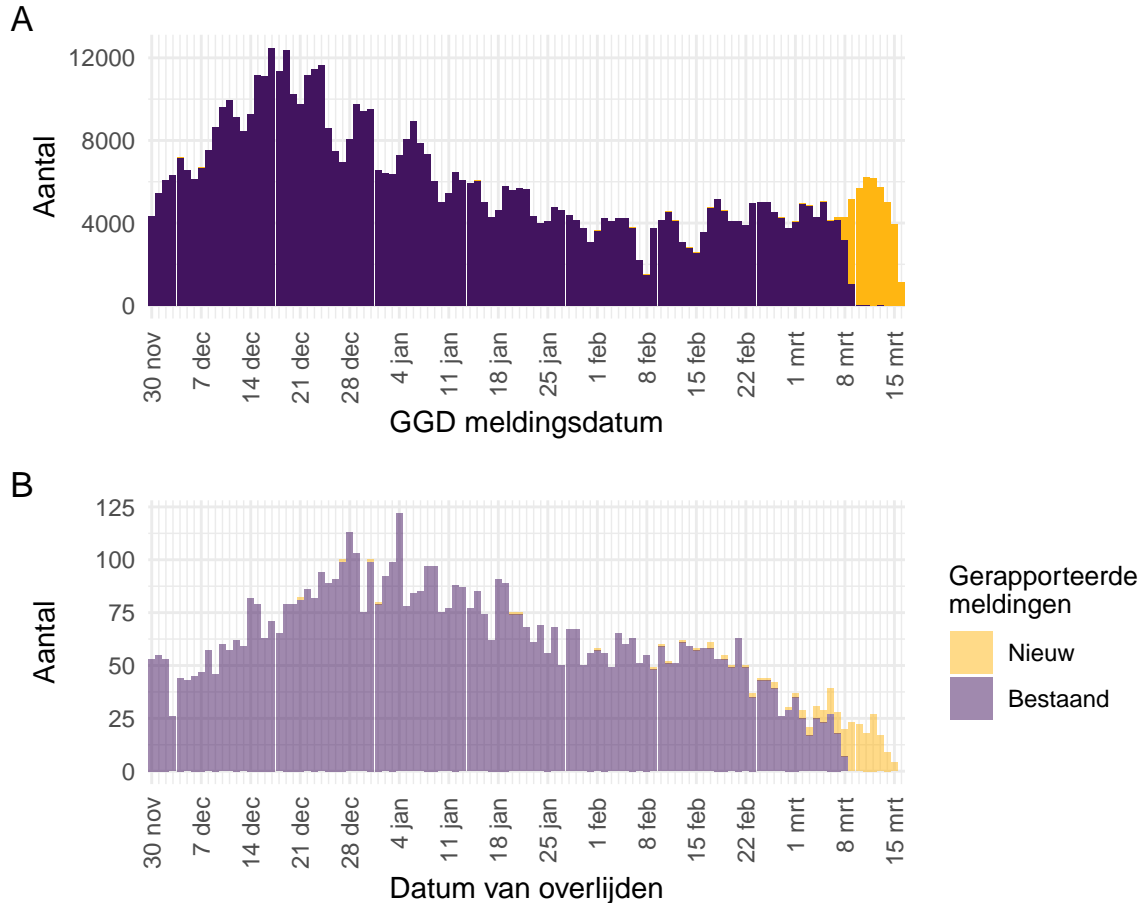 A
12000
8000
4000
0
Aantal
30 nov
7 dec
14 dec
21 dec
28 dec
4 jan
11 jan
18 jan
25 jan
1 feb
8 feb
15 feb
22 feb
1 mrt
8 mrt
15 mrt
GGD meldingsdatum
B
125
100
75
50
25
0
Aantal
30 nov
7 dec
14 dec
21 dec
28 dec
4 jan
11 jan
18 jan
25 jan
1 feb
8 feb
15 feb
22 feb
1 mrt
8 mrt
15 mrt
Datum van overlijden
Gerapporteerde
meldingen
Nieuw
Bestaand